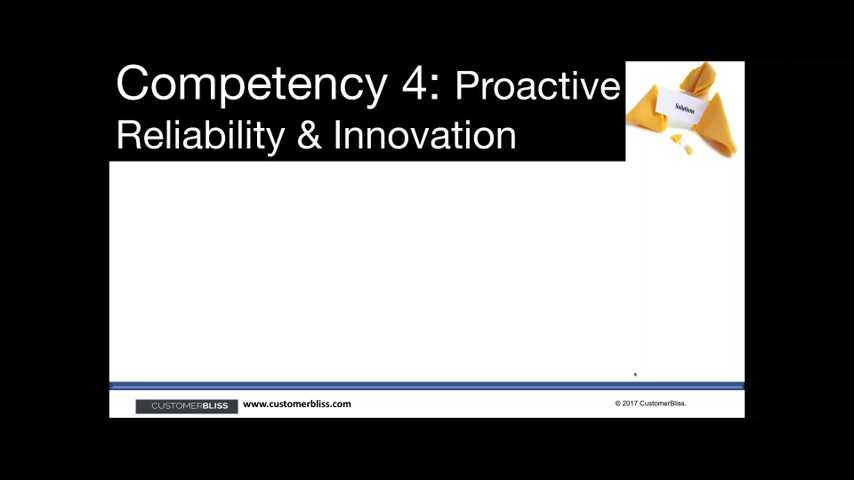 Competency 4: Proactive
Reliability & Innovation
Solutions
CUSTOMERBLISS www.customerbliss.com
© 2017 CustomerBliss.